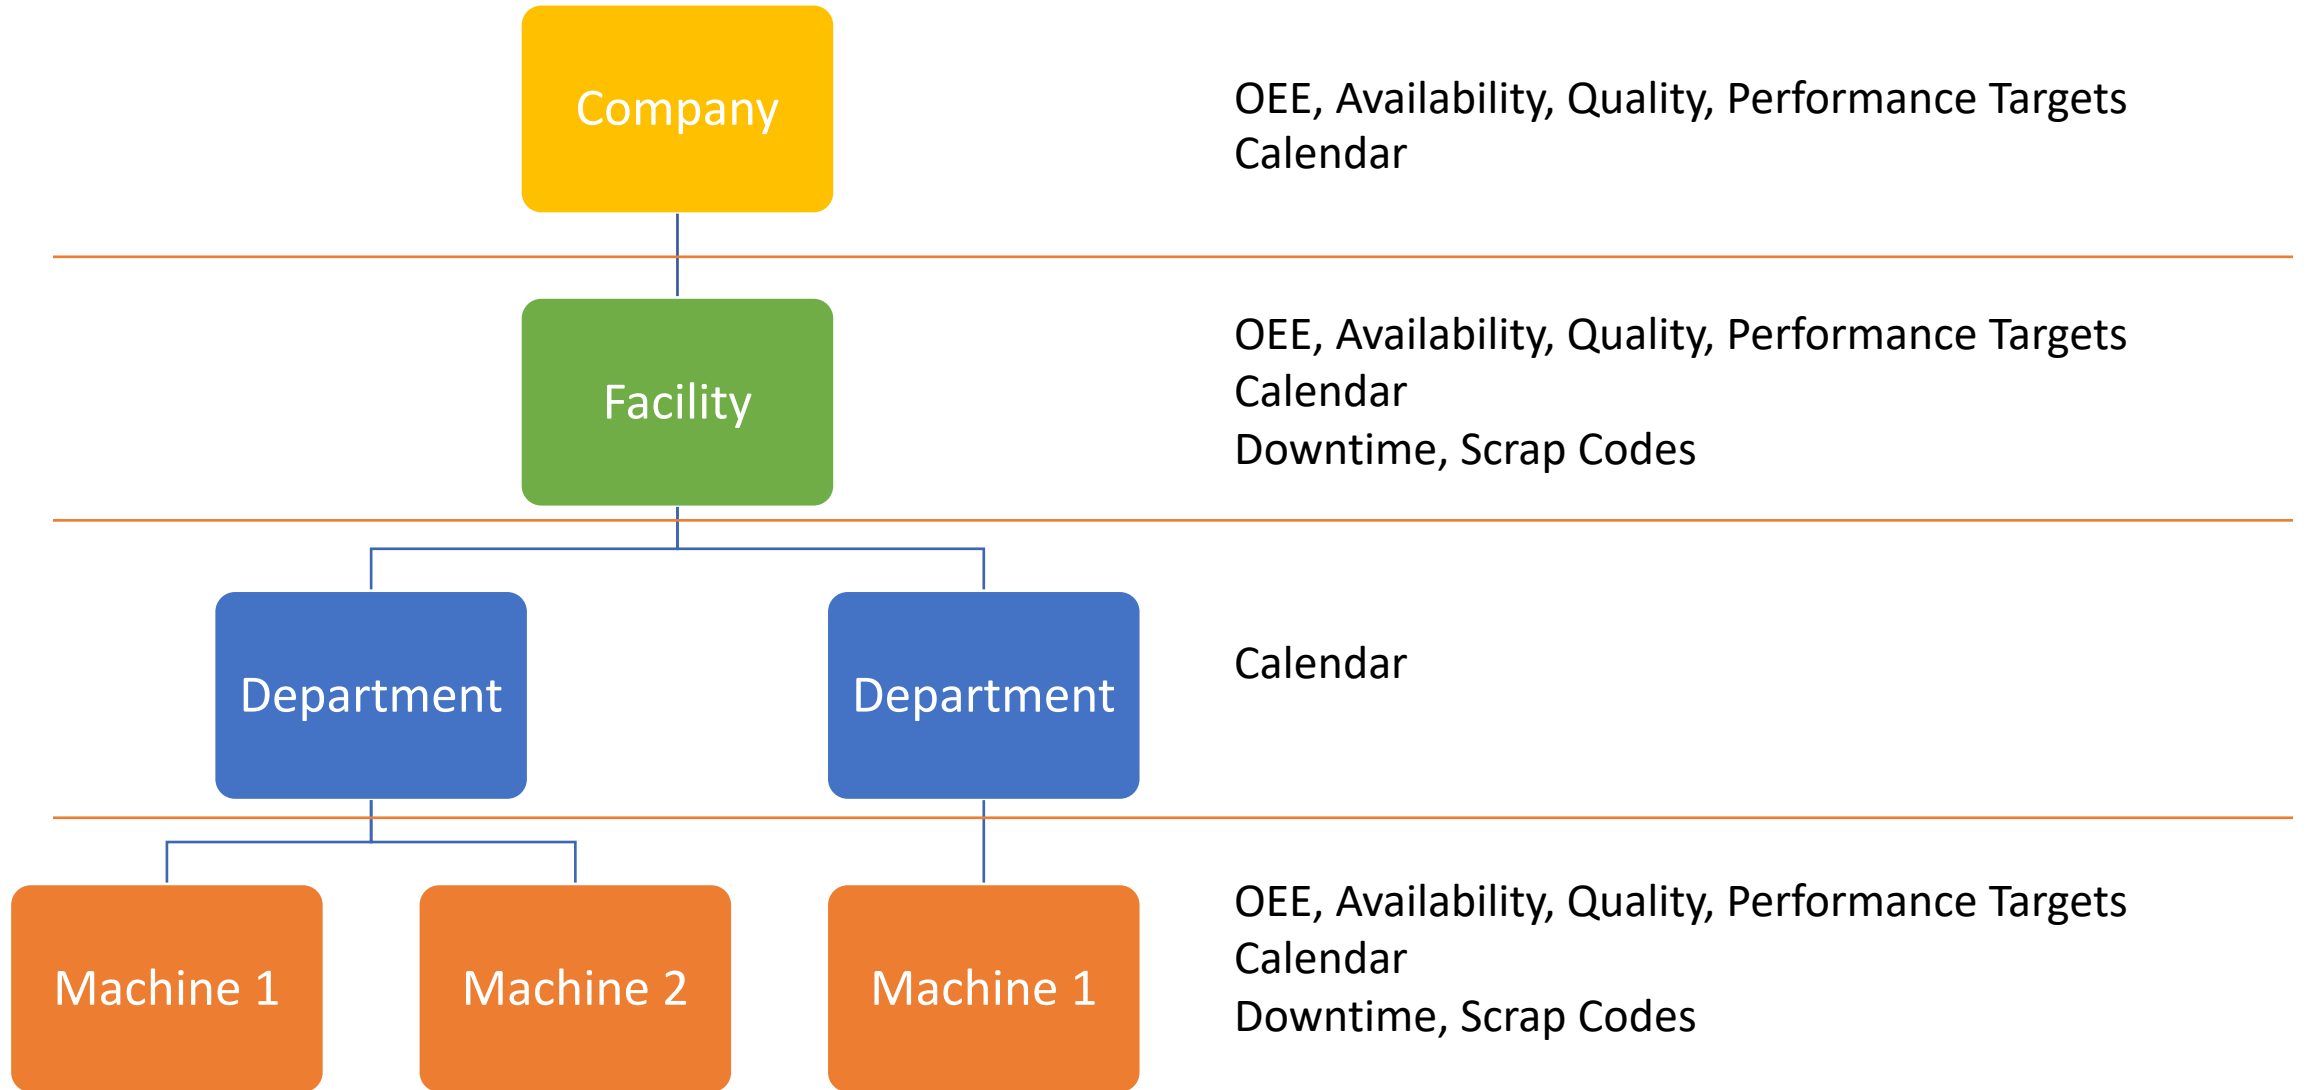 Company
OEE, Availability, Quality, Performance Targets
Calendar
Facility
OEE, Availability, Quality, Performance Targets
Calendar
Downtime, Scrap Codes
Department
Department
Calendar
Machine 1
Machine 2
Machine 1
OEE, Availability, Quality, Performance Targets
Calendar
Downtime, Scrap Codes